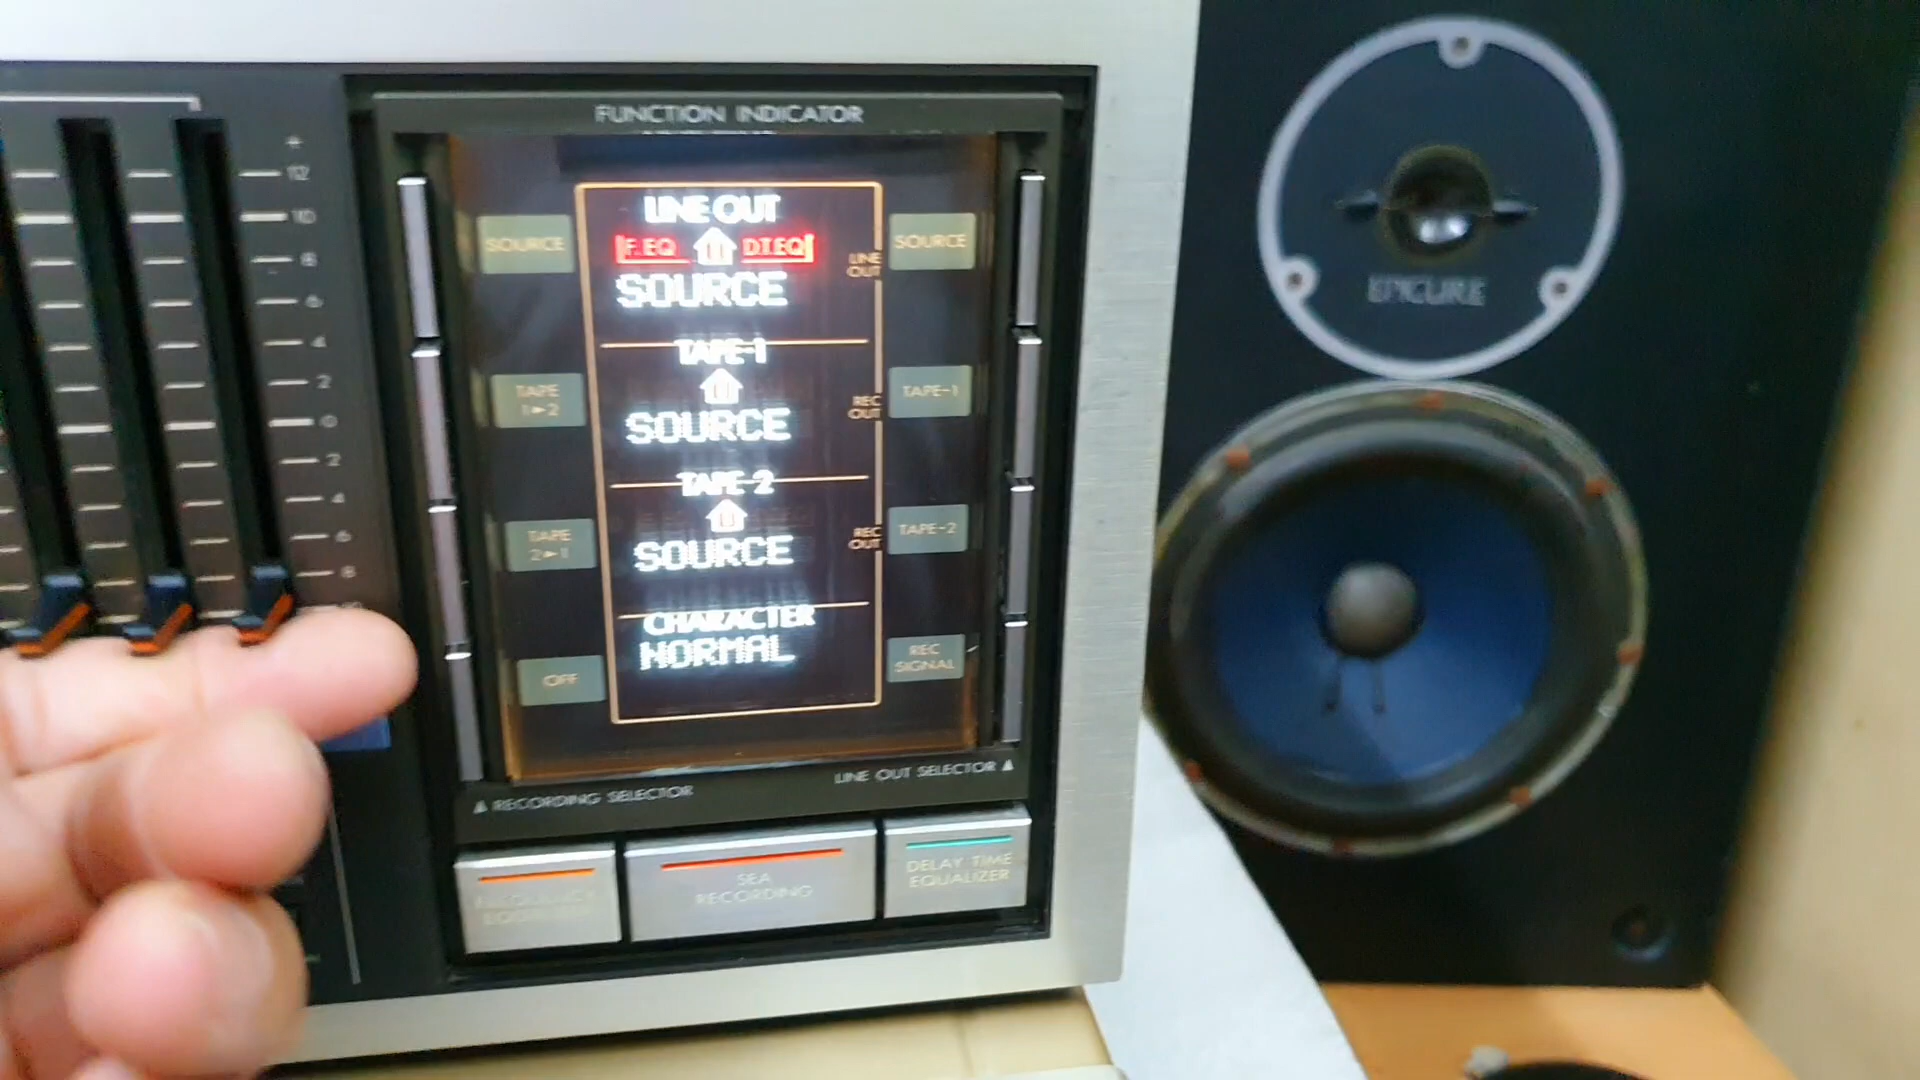 FUNCTION INDICATOR
+
12
10
8
6
4
2
0
2
4
6
8
SOURCE
TAPE
1►2
TAPE
2►1
OFF
LINE OUT
F.EQ DT.EQ
SOURCE
TAPE-1
SOURCE
TAPE-2
SOURCE
CHARACTER
NORMAL
LINE
OUT
REC
OUT
REC
OUT
SOURCE
TAPE-1
TAPE-2
REC
SIGNAL
▲ RECORDING SELECTOR
LINE OUT SELECTOR ▲
FREQUENCY
EQUALIZER
SEA
RECORDING
DELAY TIME
EQUALIZER
ENCORE